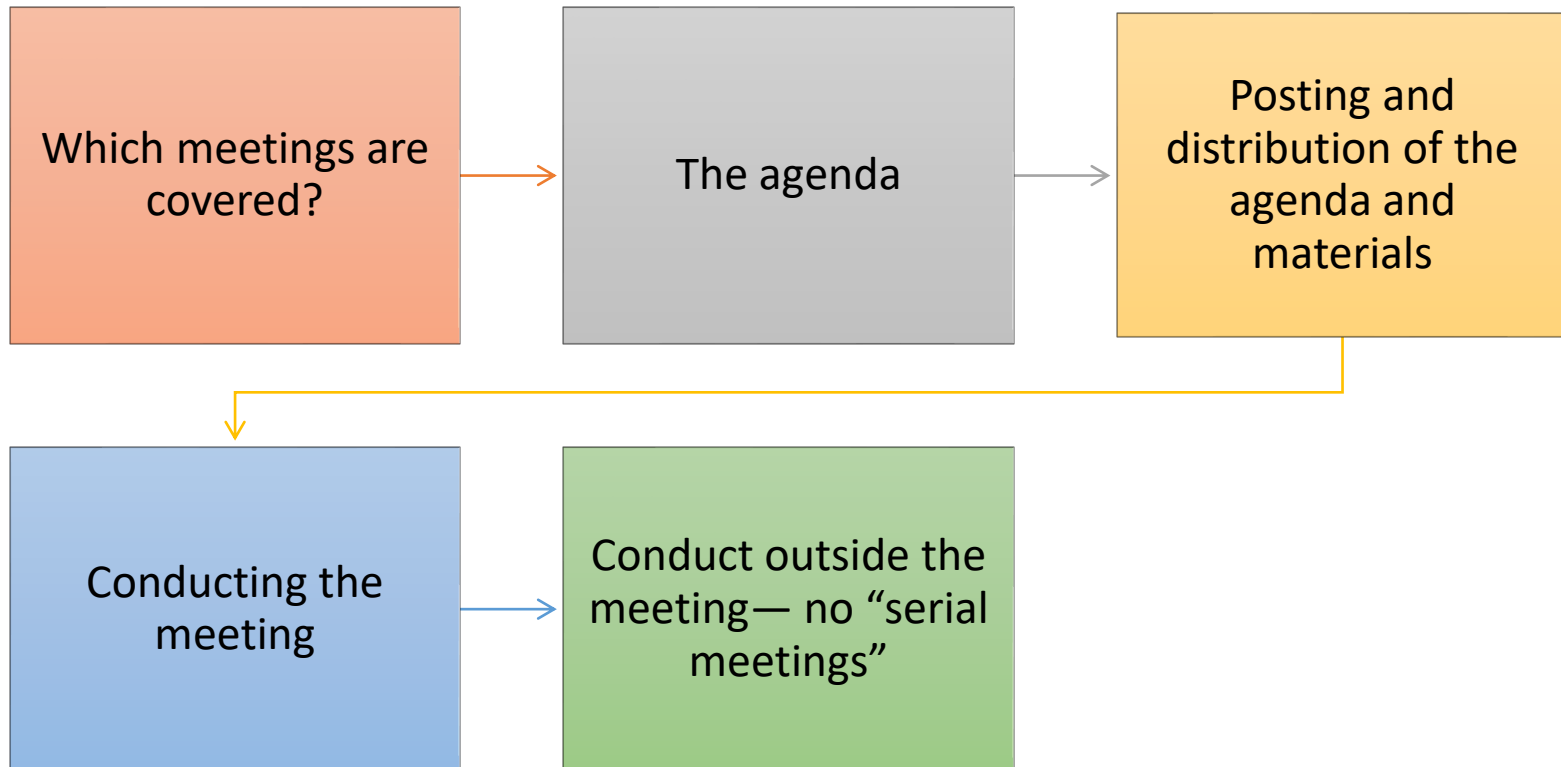 Which meetings are
covered?
The agenda
Posting and
distribution of the
agenda and
materials
Conducting the
meeting
Conduct outside the
meeting— no “serial
meetings”